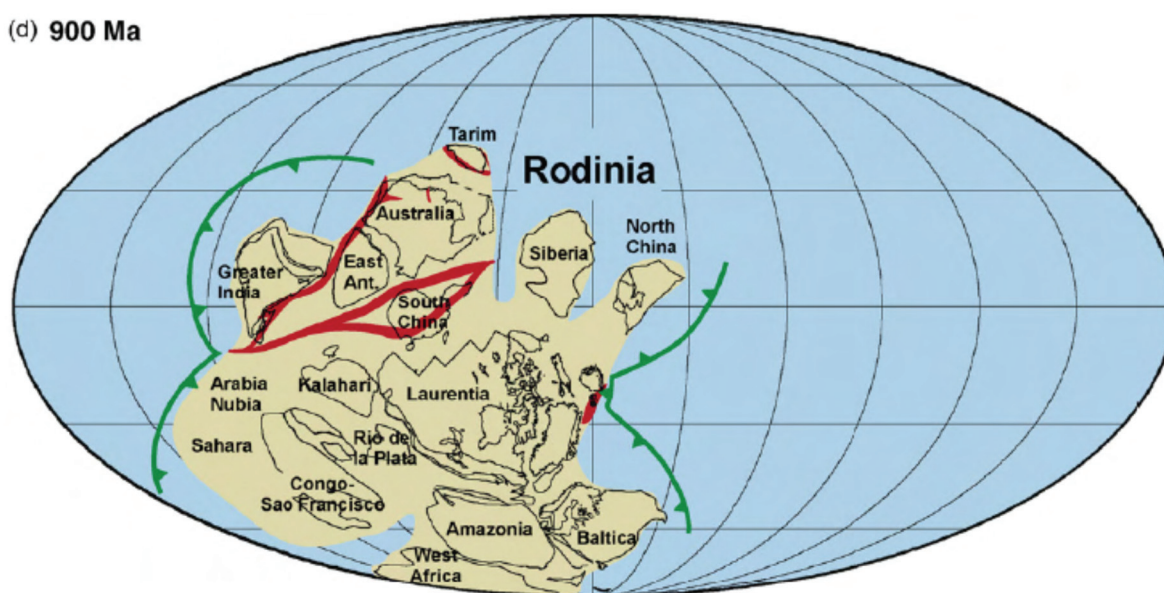 (d) 900 Ma
Tarim
Rodinia
Australia
North
China
Siberia
Greater
India
East
Ant.
South
China
Arabia
Nubia
Kalahari
Laurentia
Sahara
Rio de
la Plata
Congo-
Sao Francisco
Amazonia
Baltica
West
Africa